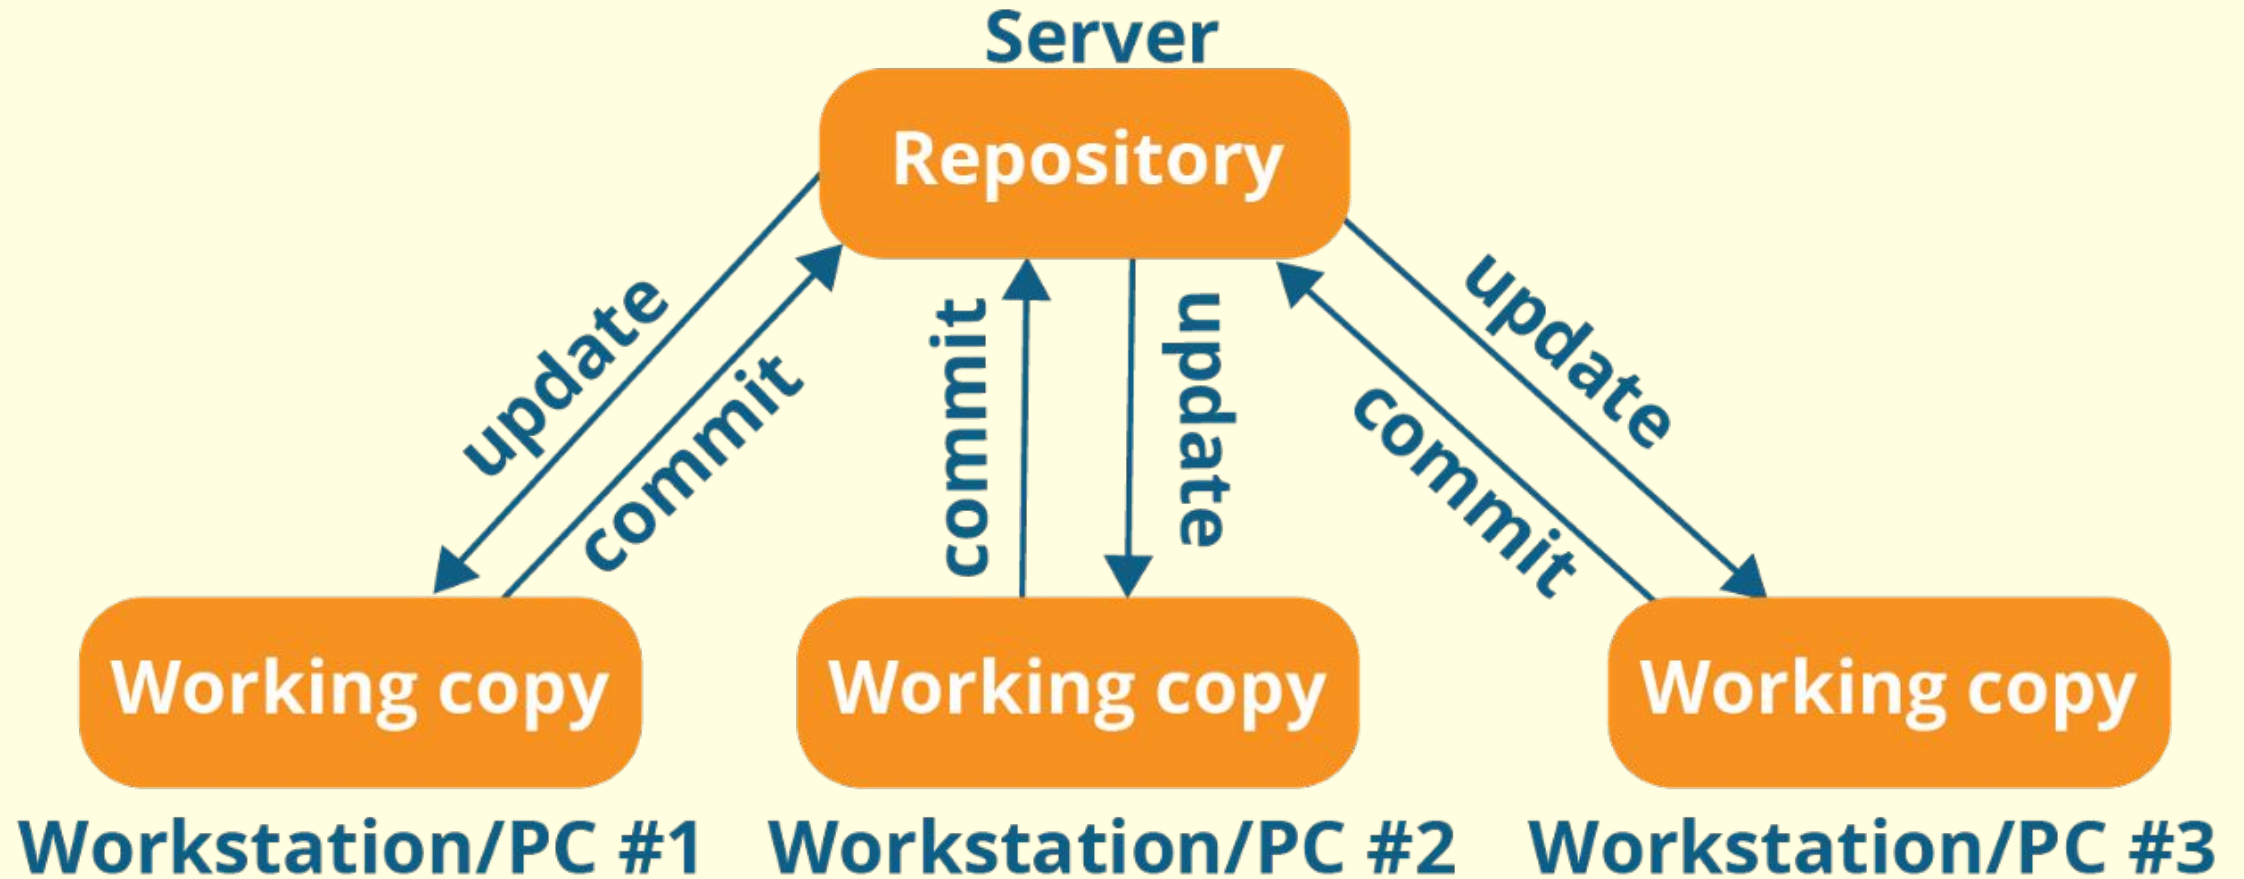 Server
Repository
update
commit
commit
update
commit
update
Working copy
Working copy
Working copy
Workstation/PC #1
Workstation/PC #2
Workstation/PC #3